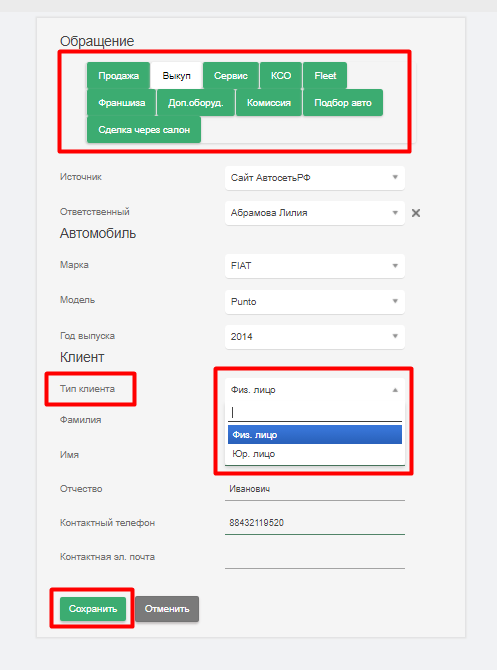 Обращение
Продажа Выкуп Сервис КСО Fleet
Франшиза Доп.оборуд. Комиссия Подбор авто
Сделка через салон
Источник Сайт АвтосетьРФ
Ответственный Абрамова Лилия
Автомобиль
Марка FIAT
Модель Punto
Год выпуска 2014
Клиент
Тип клиента Физ. лицо
Фамилия
Физ. лицо
Имя Юр. лицо
Отчество Иванович
Контактный телефон 88432119520
Контактная эл. почта
Сохранить Отменить